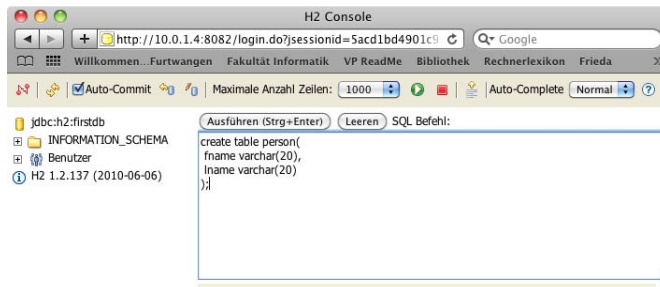 H2 Console
http://10.0.1.4:8082/login.do?jsessionid=5acd1bd4901c9
Google
Willkommen...Furtwangen Fakultät Informatik VP ReadMe Bibliothek Rechnerlexikon Frieda
Auto-Commit Maximale Anzahl Zeilen: 1000 Auto-Complete Normal
jdbc:h2:firstdb
INFORMATION_SCHEMA
Benutzer
H2 1.2.137 (2010-06-06)
Ausführen (Strg+Enter) Leeren SQL Befehl:
create table person(
fname varchar(20),
lname varchar(20)
);